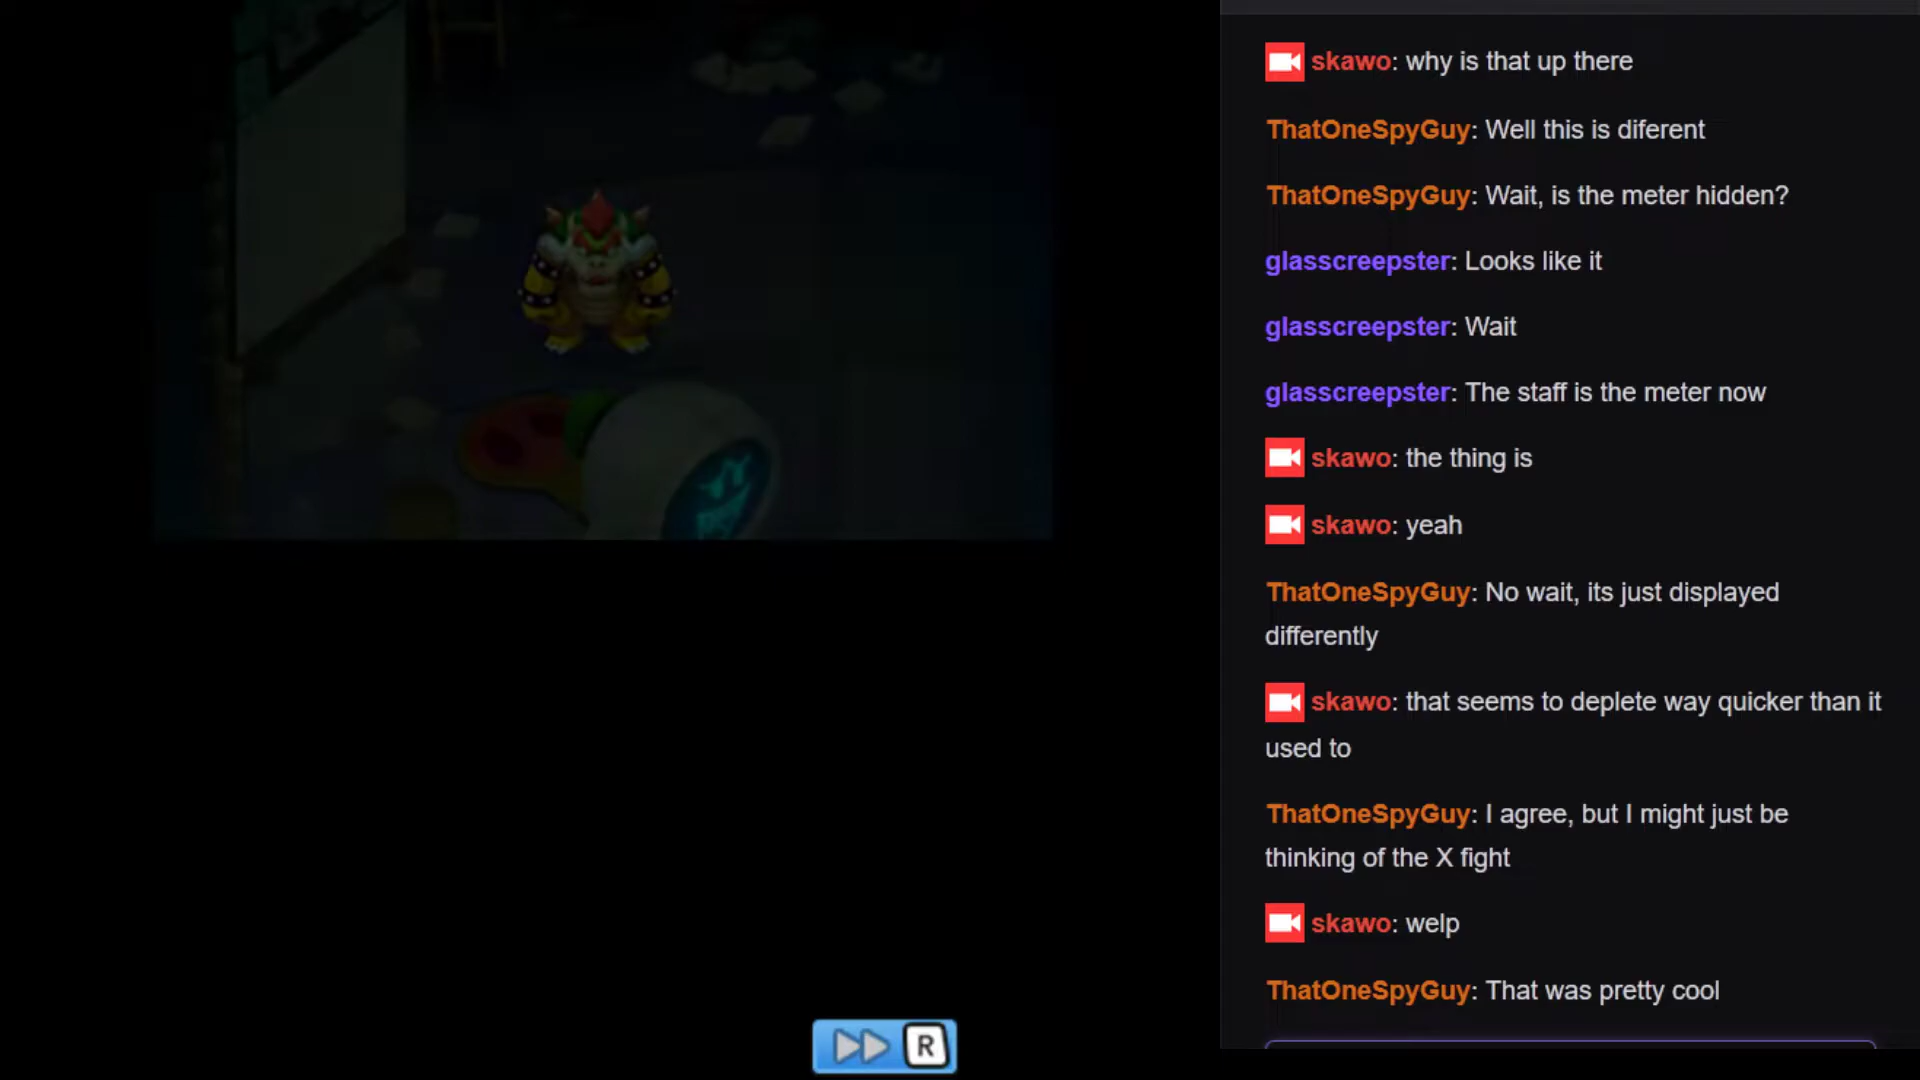 skawo: why is that up there
ThatOneSpyGuy: Well this is diferent
ThatOneSpyGuy: Wait, is the meter hidden?
glasscreepster: Looks like it
glasscreepster: Wait
glasscreepster: The staff is the meter now
skawo: the thing is
skawo: yeah
ThatOneSpyGuy: No wait, its just displayed
differently
skawo: that seems to deplete way quicker than it
used to
ThatOneSpyGuy: I agree, but I might just be
thinking of the X fight
skawo: welp
ThatOneSpyGuy: That was pretty cool
R